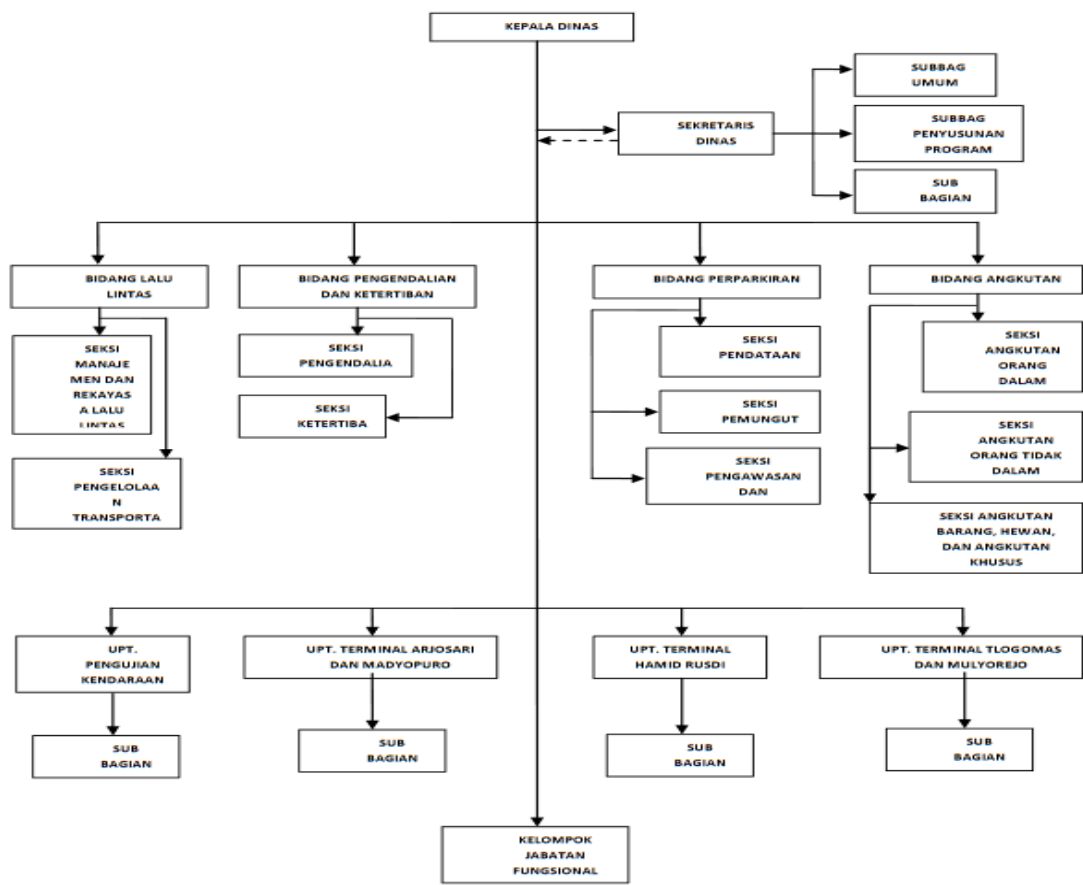 KEPALA DINAS
SUBBAG
UMUM
SEKRETARIS
DINAS
SUBBAG
PENYUSUNAN
PROGRAM
SUB
BAGIAN
BIDANG LALU
LINTAS
BIDANG PENGENDALIAN
DAN KETERTIBAN
BIDANG PERPARKIRAN
BIDANG ANGKUTAN
SEKSI
MANAJE
MEN DAN
REKAYAS
A LALU
LINTAS
SEKSI
PENGELOLAA
N
TRANSPORTA
SEKSI
PENGENDALIA
SEKSI
KETERTIBA
SEKSI
PENDATAAN
SEKSI
PEMUNGUT
SEKSI
PENGAWASAN
DAN
SEKSI
ANGKUTAN
ORANG
DALAM
SEKSI
ANGKUTAN
ORANG TIDAK
DALAM
SEKSI ANGKUTAN
BARANG, HEWAN,
DAN ANGKUTAN
KHUSUS
UPT.
PENGUJIAN
KENDARAAN
UPT. TERMINAL ARJOSARI
DAN MADYOPURO
UPT. TERMINAL
HAMID RUSDI
UPT. TERMINAL TLOGOMAS
DAN MULYOREJO
SUB
BAGIAN
SUB
BAGIAN
SUB
BAGIAN
SUB
BAGIAN
KELOMPOK
JABATAN
FUNGSIONAL